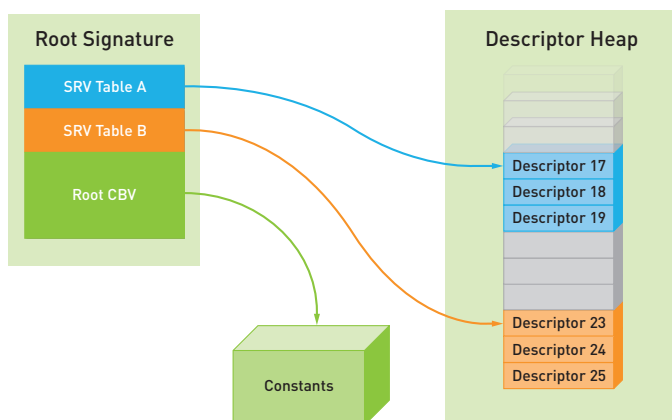 Root Signature
SRV Table A
SRV Table B
Root CBV
Constants
Descriptor Heap
Descriptor 17
Descriptor 18
Descriptor 19
Descriptor 23
Descriptor 24
Descriptor 25